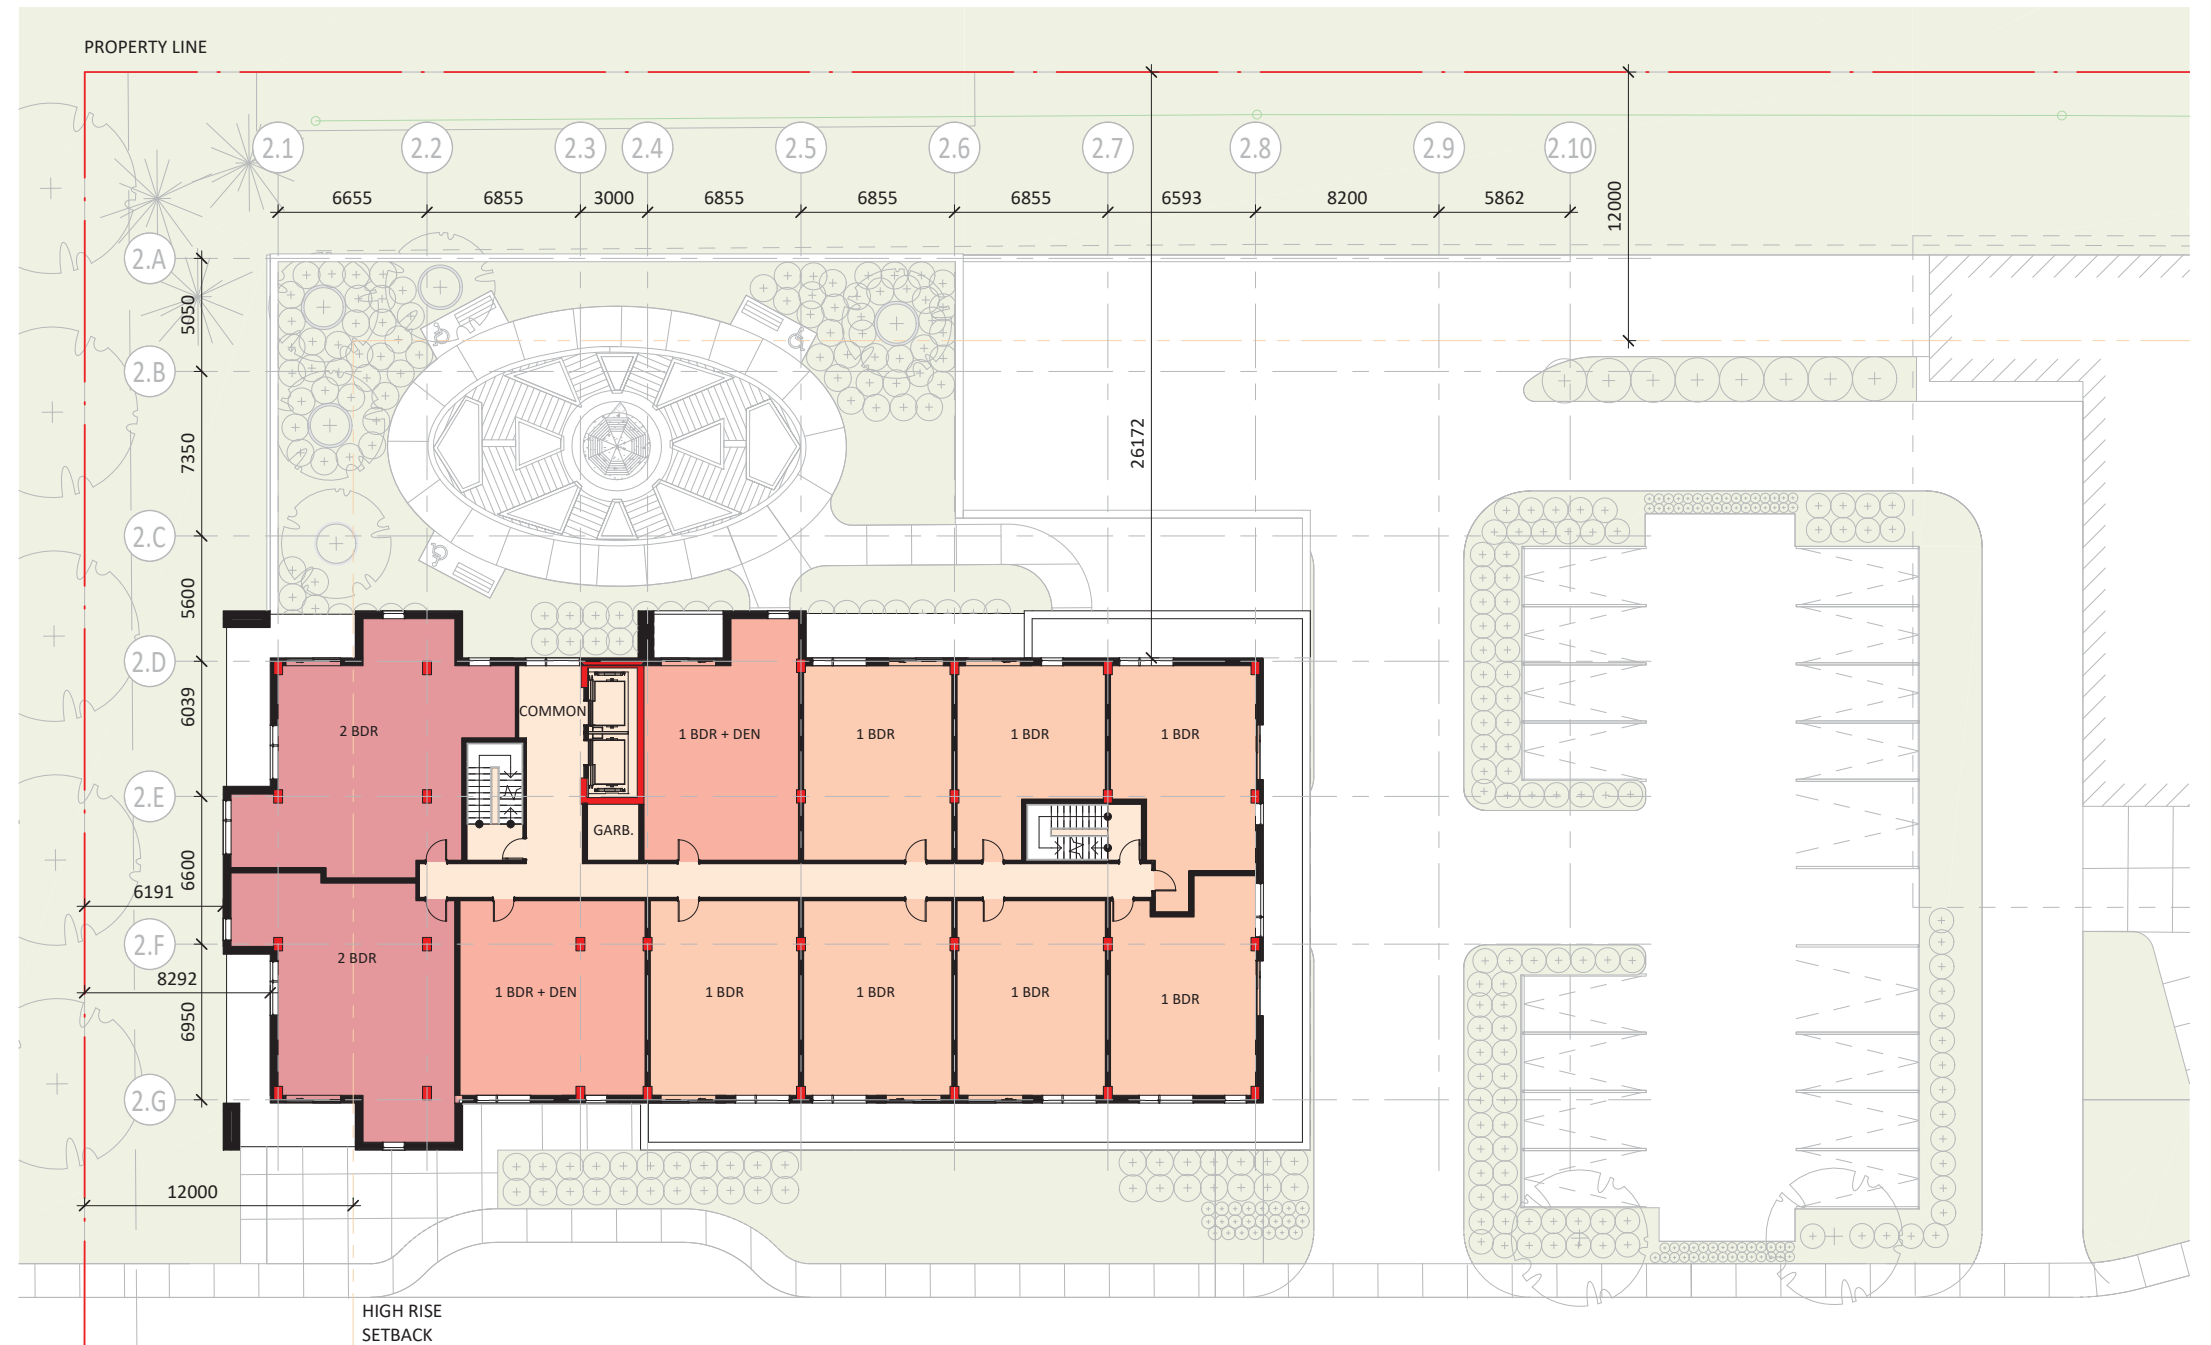 PROPERTY LINE
2.1 2.2 2.3 2.4 2.5 2.6 2.7 2.8 2.9 2.10
6655 6855 3000 6855 6855 6855 6593 8200 5862
12000
2.A
5050
2.B
7350
26172
2.C
5600
2.D
6039
COMMON
2 BDR
1 BDR + DEN
1 BDR
1 BDR
1 BDR
2.E
GARB.
6600
6191
2.F
2 BDR
8292
1 BDR + DEN
1 BDR
1 BDR
1 BDR
1 BDR
6950
2.G
12000
HIGH RISE
SETBACK